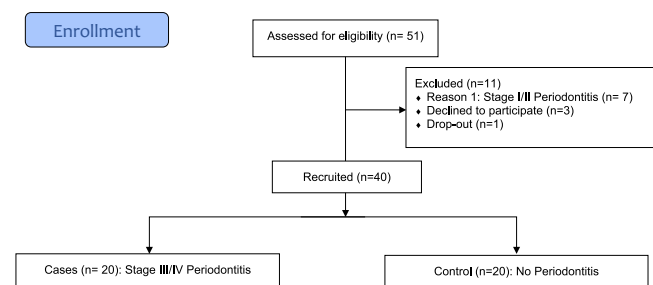 Enrollment
Assessed for eligibility (n= 51)
Excluded (n=11)
♦ Reason 1: Stage I/II Periodontitis (n= 7)
♦ Declined to participate (n=3)
♦ Drop-out (n=1)
Recruited (n=40)
Cases (n= 20): Stage III/IV Periodontitis
Control (n=20): No Periodontitis